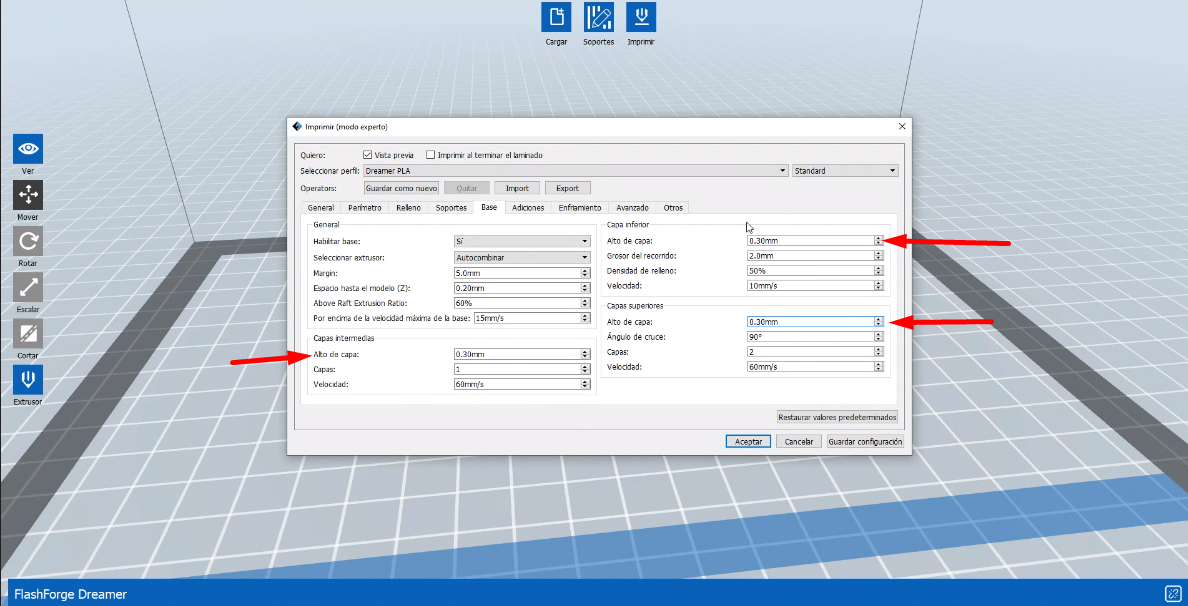 Cargar
Soportes
Imprimir
Ver
Mover
Rotar
Escalar
Cortar
Extrusor
Imprimir (modo experto)
Quiero:
Vista previa
Imprimir al terminar el laminado
Seleccionar perfil:
Dreamer PLA
Standard
Operators:
Guardar como nuevo
Quitar
Import
Export
General
Perímetro
Relleno
Soportes
Base
Adiciones
Enfriamiento
Avanzado
Otros
General
Habilitar base:
Sí
Seleccionar extrusor:
Autocombinar
Margin:
5.0mm
Espacio hasta el modelo (Z):
0.20mm
Above Raft Extrusion Ratio:
60%
Por encima de la velocidad máxima de la base:
15mm/s
Capas intermedias
Alto de capa:
0.30mm
Capas:
1
Velocidad:
60mm/s
Capa inferior
Alto de capa:
0.30mm
Grosor del recorrido:
2.0mm
Densidad de relleno:
50%
Velocidad:
10mm/s
Capas superiores
Alto de capa:
0.30mm
Ángulo de cruce:
90°
Capas:
2
Velocidad:
60mm/s
Restaurar valores predeterminados
Aceptar
Cancelar
Guardar configuración
FlashForge Dreamer